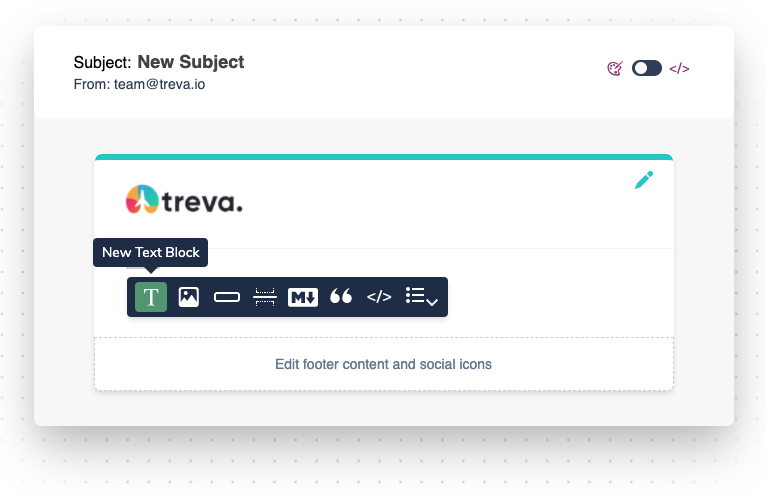 Subject: New Subject
From: team@treva.io
</>
treva.
New Text Block
T
M
</>
Edit footer content and social icons